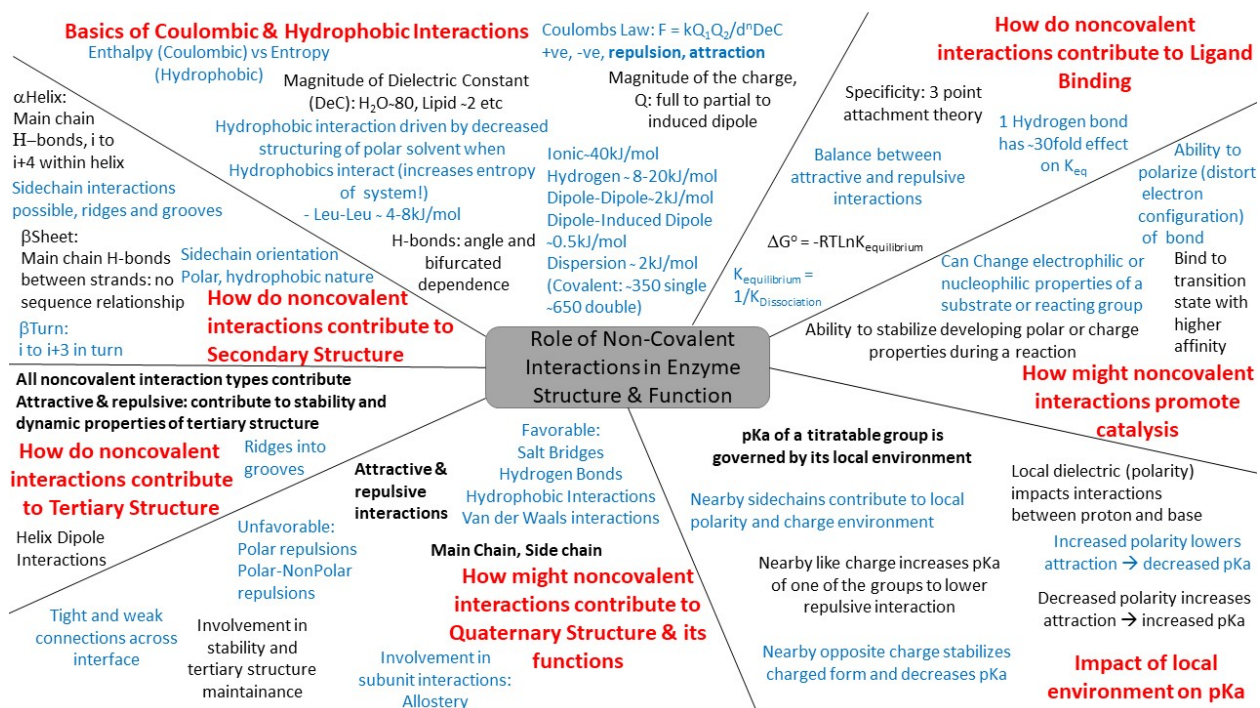 Basics of Coulombic & Hydrophobic Interactions
Enthalpy (Coulombic) vs Entropy
(Hydrophobic)
Coulombs Law: F = kQ₁Q₂/dⁿDeC
+ve, -ve, repulsion, attraction
Magnitude of Dielectric Constant
(DeC): H₂O~80, Lipid ~2 etc
Magnitude of the charge,
Q: full to partial to
induced dipole
Hydrophobic interaction driven by decreased
structuring of polar solvent when
Hydrophobics interact (increases entropy
of system!)
- Leu-Leu ~ 4-8kJ/mol
Ionic~40kJ/mol
Hydrogen ~ 8-20kJ/mol
Dipole-Dipole~2kJ/mol
Dipole-Induced Dipole
~0.5kJ/mol
Dispersion ~ 2kJ/mol
(Covalent: ~350 single
~650 double)
H-bonds: angle and
bifurcated
dependence
How do noncovalent
interactions contribute to Ligand
Binding
Specificity: 3 point
attachment theory
1 Hydrogen bond
has ~30fold effect
on Keq
Balance between
attractive and repulsive
interactions
ΔG° = -RTLnKequilibrium
Kequilibrium =
1/KDissociation
Ability to
polarize (distort
electron
configuration)
of bond
Can Change electrophilic or
nucleophilic properties of a
substrate or reacting group
Bind to
transition
state with
higher
affinity
Ability to stabilize developing polar or charge
properties during a reaction
How might noncovalent
interactions promote
catalysis
αHelix:
Main chain
H–bonds, i to
i+4 within helix
Sidechain interactions
possible, ridges and grooves
βSheet:
Main chain H-bonds
between strands: no
sequence relationship
Sidechain orientation
Polar, hydrophobic nature
βTurn:
i to i+3 in turn
How do noncovalent
interactions contribute to
Secondary Structure
Role of Non-Covalent
Interactions in Enzyme
Structure & Function
All noncovalent interaction types contribute
Attractive & repulsive: contribute to stability and
dynamic properties of tertiary structure
How do noncovalent
interactions contribute
to Tertiary Structure
Ridges into
grooves
Helix Dipole
Interactions
Attractive &
repulsive
interactions
Favorable:
Salt Bridges
Hydrogen Bonds
Hydrophobic Interactions
Van der Waals interactions
Unfavorable:
Polar repulsions
Polar-NonPolar
repulsions
Main Chain, Side chain
How might noncovalent
interactions contribute to
Quaternary Structure & its
functions
Tight and weak
connections across
interface
Involvement in
stability and
tertiary structure
maintainance
Involvement in
subunit interactions:
Allostery
pKa of a titratable group is
governed by its local environment
Nearby sidechains contribute to local
polarity and charge environment
Nearby like charge increases pKa
of one of the groups to lower
repulsive interaction
Nearby opposite charge stabilizes
charged form and decreases pKa
Local dielectric (polarity)
impacts interactions
between proton and base
Increased polarity lowers
attraction → decreased pKa
Decreased polarity increases
attraction → increased pKa
Impact of local
environment on pKa